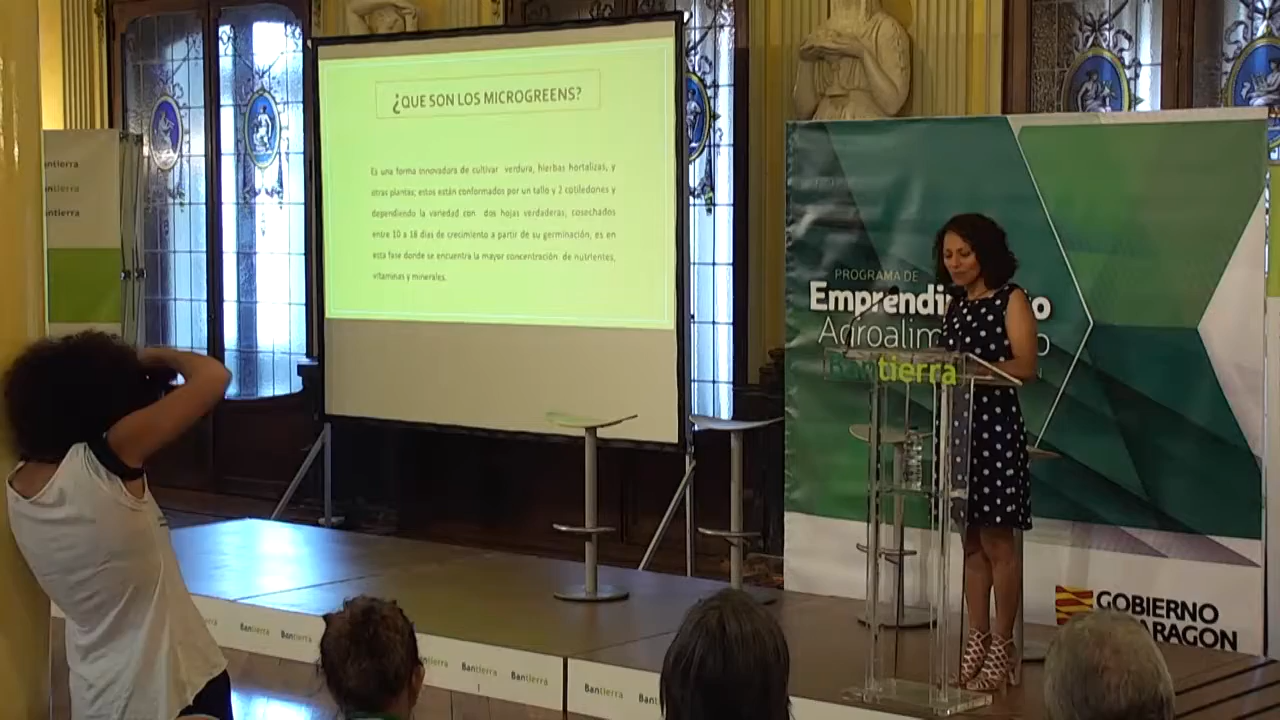 ¿QUE SON LOS MICROGREENS?
Es una forma innovadora de cultivar verdura, hierbas hortalizas, y
otras plantas; estos están conformados por un tallo y 2 cotiledones y
dependiendo la variedad con dos hojas verdaderas, cosechados
entre 10 a 18 dias de crecimiento a partir de su germinación, es en
esta fase donde se encuentra la mayor concentración de nutrientes,
vitaminas y minerales.
Bantierra
Bantierra
Bantierra
PROGRAMA DE
Emprendi o
Agroalim o
Bantierra
GOBIERNO
ARAGON
Bantierra
Bantierra
Bantierra
Bantierra
Bantierra
Bantierra